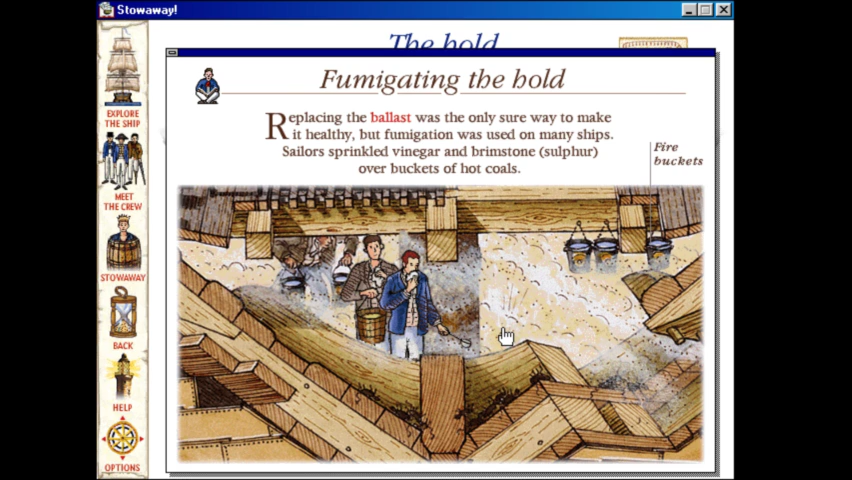 Stowaway!
The hold
Fumigating the hold
Replacing the ballast was the only sure way to make
it healthy, but fumigation was used on many ships.
Sailors sprinkled vinegar and brimstone (sulphur)
over buckets of hot coals.
Fire
buckets
EXPLORE
THE SHIP
MEET
THE CREW
STOWAWAY
BACK
HELP
OPTIONS